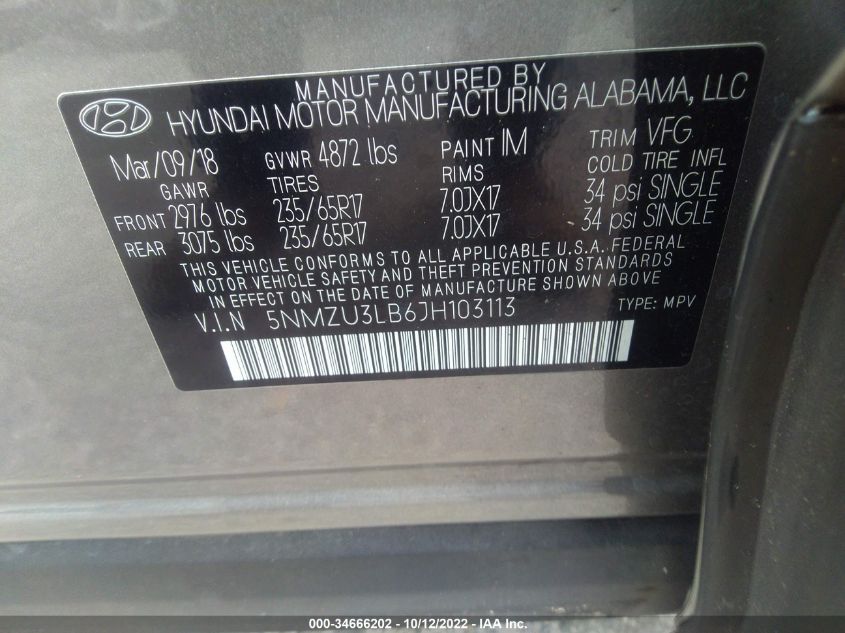 MANUFACTURED BY
HYUNDAI MOTOR MANUFACTURING ALABAMA, LLC
Mar/09/18 GVWR 4872 lbs PAINT IM TRIM VFG
GAWR TIRES RIMS COLD TIRE INFL
FRONT 2976 lbs 235/65R17 7.0JX17 34 psi SINGLE
REAR 3075 lbs 235/65R17 7.0JX17 34 psi SINGLE
THIS VEHICLE CONFORMS TO ALL APPLICABLE U.S.A. FEDERAL
MOTOR VEHICLE SAFETY AND THEFT PREVENTION STANDARDS
IN EFFECT ON THE DATE OF MANUFACTURE SHOWN ABOVE
V.I.N 5NMZU3LB6JH103113 TYPE: MPV
000-34666202 - 10/12/2022 - IAA Inc.